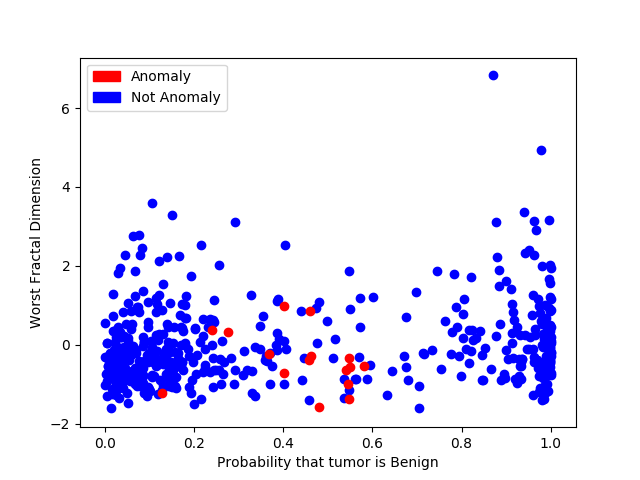 Anomaly
Not Anomaly
Worst Fractal Dimension
6
4
2
0
−2
0.0 0.2 0.4 0.6 0.8 1.0
Probability that tumor is Benign